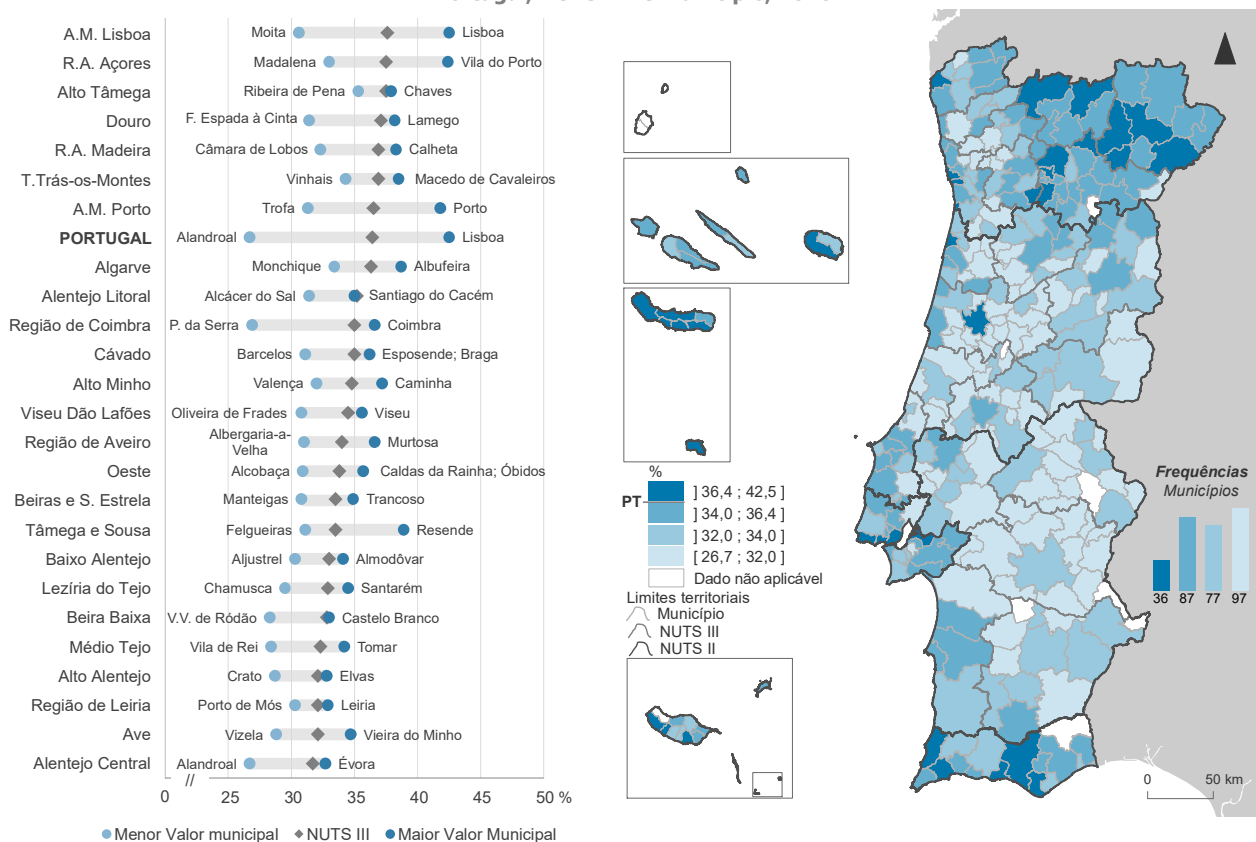 A.M. Lisboa Moita Lisboa
R.A. Açores Madalena Vila do Porto
Alto Tâmega Ribeira de Pena Chaves
Douro F. Espada à Cinta Lamego
R.A. Madeira Câmara de Lobos Calheta
T.Trás-os-Montes Vinhais Macedo de Cavaleiros
A.M. Porto Trofa Porto
PORTUGAL Alandroal Lisboa
Algarve Monchique Albufeira
Alentejo Litoral Alcácer do Sal Santiago do Cacém
Região de Coimbra P. da Serra Coimbra
Cávado Barcelos Esposende; Braga
Alto Minho Valença Caminha
Viseu Dão Lafões Oliveira de Frades Viseu
Região de Aveiro Albergaria-a-
Velha Murtosa
Oeste Alcobaça Caldas da Rainha; Óbidos
Beiras e S. Estrela Manteigas Trancoso
Tâmega e Sousa Felgueiras Resende
Baixo Alentejo Aljustrel Almodôvar
Lezíria do Tejo Chamusca Santarém
Beira Baixa V.V. de Ródão Castelo Branco
Médio Tejo Vila de Rei Tomar
Alto Alentejo Crato Elvas
Região de Leiria Porto de Mós Leiria
Ave Vizela Vieira do Minho
Alentejo Central Alandroal Évora
//
0 25 30 35 40 45 50 %
Menor Valor municipal NUTS III Maior Valor Municipal
%
PT
] 36,4 ; 42,5 ]
] 34,0 ; 36,4 ]
] 32,0 ; 34,0 ]
[ 26,7 ; 32,0 ]
Dado não aplicável
Limites territoriais
Município
NUTS III
NUTS II
Frequências
Municípios
36 87 77 97
0 50 km